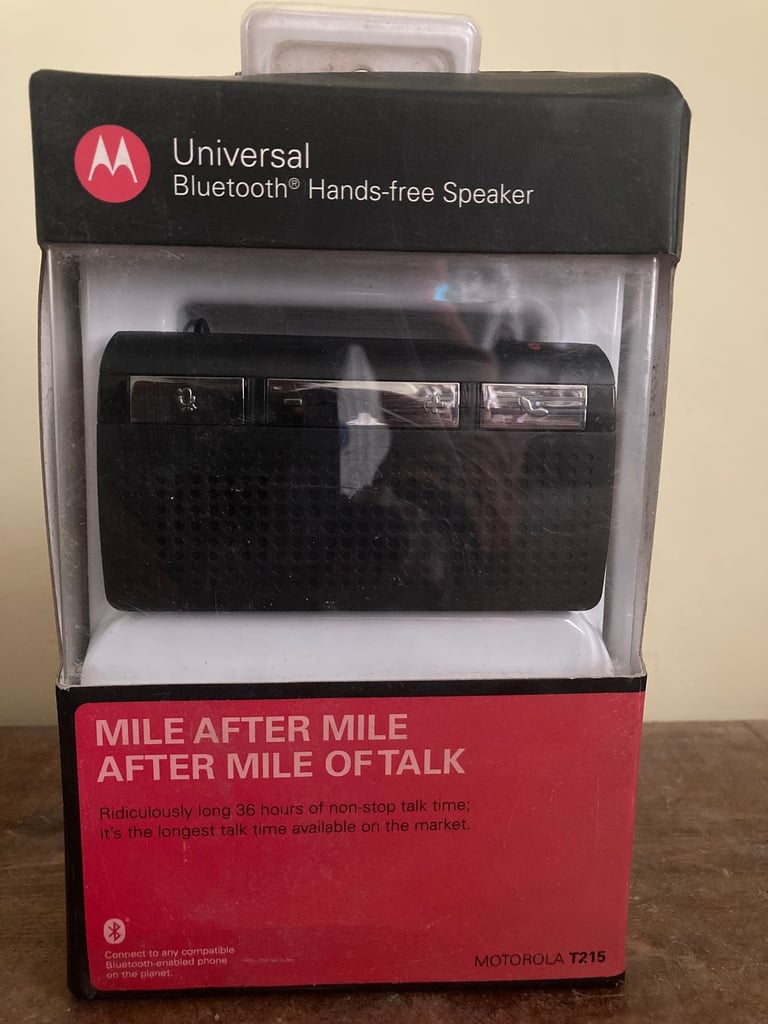 Universal
Bluetooth® Hands-free Speaker
MILE AFTER MILE
AFTER MILE OF TALK
Ridiculously long 36 hours of non-stop talk time;
it's the longest talk time available on the market.
Connect to any compatible
Bluetooth-enabled phone
on the planet.
MOTOROLA T215